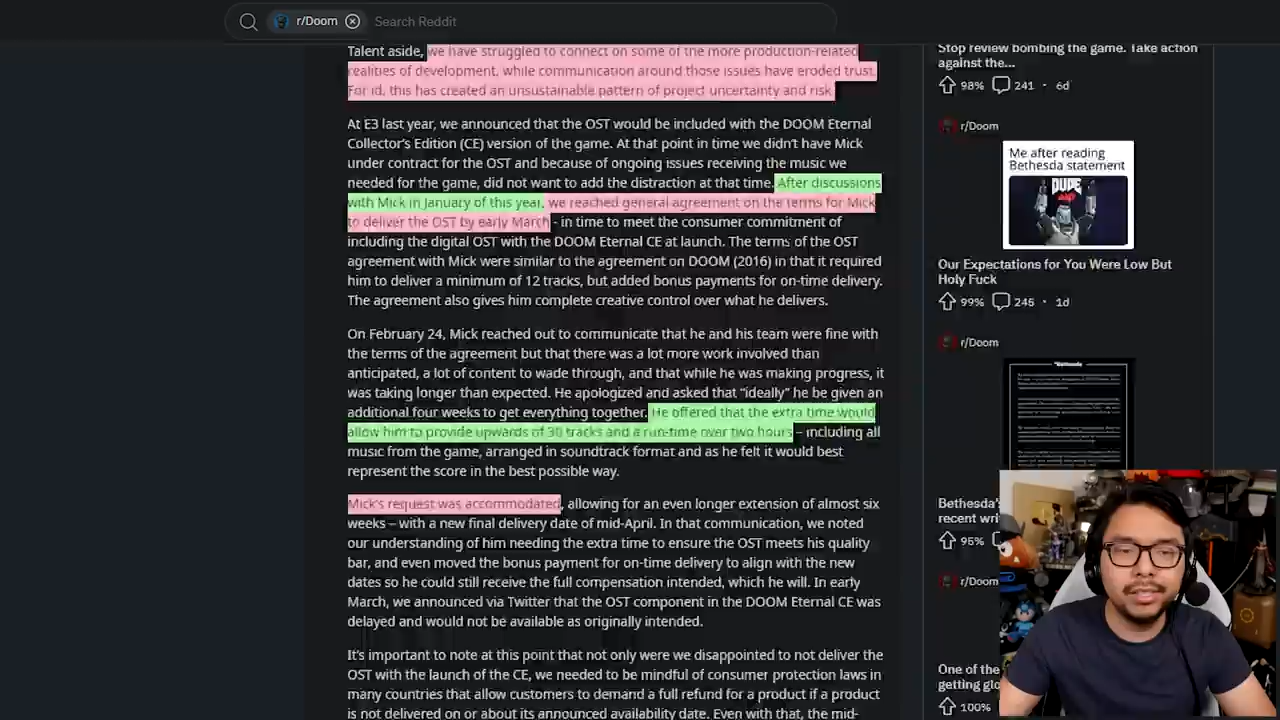 r/Doom
Search Reddit
Talent aside, we have struggled to connect on some of the more production-related
realities of development, while communication around those issues have eroded trust.
For id, this has created an unsustainable pattern of project uncertainty and risk.
At E3 last year, we announced that the OST would be included with the DOOM Eternal
Collector's Edition (CE) version of the game. At that point in time we didn't have Mick
under contract for the OST and because of ongoing issues receiving the music we
needed for the game, did not want to add the distraction at that time. After discussions
with Mick in January of this year, we reached general agreement on the terms for Mick
to deliver the OST by early March - in time to meet the consumer commitment of
including the digital OST with the DOOM Eternal CE at launch. The terms of the OST
agreement with Mick were similar to the agreement on DOOM (2016) in that it required
him to deliver a minimum of 12 tracks, but added bonus payments for on-time delivery.
The agreement also gives him complete creative control over what he delivers.
On February 24, Mick reached out to communicate that he and his team were fine with
the terms of the agreement but that there was a lot more work involved than
anticipated, a lot of content to wade through, and that while he was making progress, it
was taking longer than expected. He apologized and asked that "ideally" he be given an
additional four weeks to get everything together. He offered that the extra time would
allow him to provide upwards of 30 tracks and a run-time over two hours – including all
music from the game, arranged in soundtrack format and as he felt it would best
represent the score in the best possible way.
Mick's request was accommodated, allowing for an even longer extension of almost six
weeks – with a new final delivery date of mid-April. In that communication, we noted
our understanding of him needing the extra time to ensure the OST meets his quality
bar, and even moved the bonus payment for on-time delivery to align with the new
dates so he could still receive the full compensation intended, which he will. In early
March, we announced via Twitter that the OST component in the DOOM Eternal CE was
delayed and would not be available as originally intended.
It's important to note at this point that not only were we disappointed to not deliver the
OST with the launch of the CE, we needed to be mindful of consumer protection laws in
many countries that allow customers to demand a full refund for a product if a product
is not delivered on or about its announced availability date. Even with that, the mid-
Stop review bombing the game. Take action
against the...
98% 241 · 6d
r/Doom
Me after reading
Bethesda statement
DUDE
Our Expectations for You Were Low But
Holy Fuck
99% 245 · 1d
r/Doom
Bethesda's
recent
95%
r/Doom
One of the
getting
100%